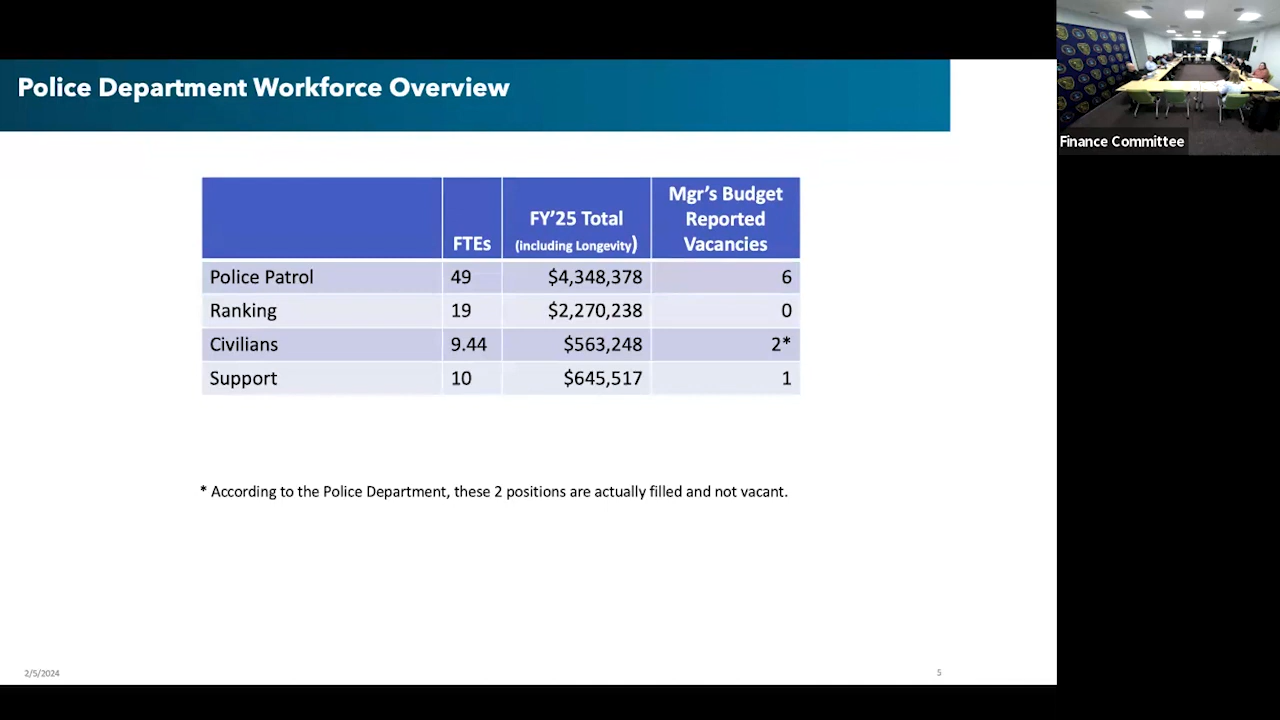 Police Department Workforce Overview
Finance Committee
FTEs
FY’25 Total
(including Longevity)
Mgr’s Budget
Reported
Vacancies
Police Patrol 49 $4,348,378 6
Ranking 19 $2,270,238 0
Civilians 9.44 $563,248 2*
Support 10 $645,517 1
* According to the Police Department, these 2 positions are actually filled and not vacant.
2/5/2024 5